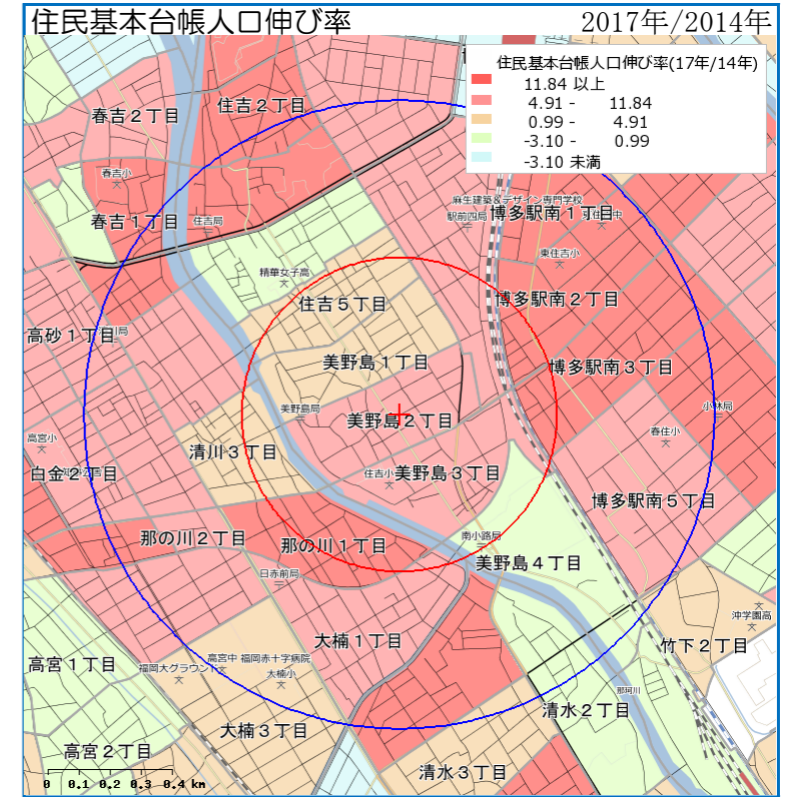 住民基本台帳人口伸び率 2017年/2014年
住民基本台帳人口伸び率(17年/14年)
11.84 以上
4.91 - 11.84
0.99 - 4.91
-3.10 - 0.99
-3.10 未満
住吉2丁目
春吉2丁目
春吉小
麻生建築&デザイン専門学校
駅前四局
博多駅南1丁目
春吉1丁目
住吉局
東住吉小
精華女子高
住吉5丁目
博多駅南2丁目
高砂1丁目
美野島1丁目
博多駅南3丁目
美野島局
小林局
美野島2丁目
高宮小
春住小
清川3丁目
白金2丁目
住吉小
美野島3丁目
博多駅南5丁目
那の川2丁目
那の川1丁目
南小路局
美野島4丁目
日赤前局
沖学園高
大楠1丁目
竹下2丁目
高宮1丁目
高宮中
福岡赤十字病院
福岡大グラウンド
大楠小
那珂川
清水2丁目
大楠3丁目
高宮2丁目
清水3丁目
0 0.1 0.2 0.3 0.4 km